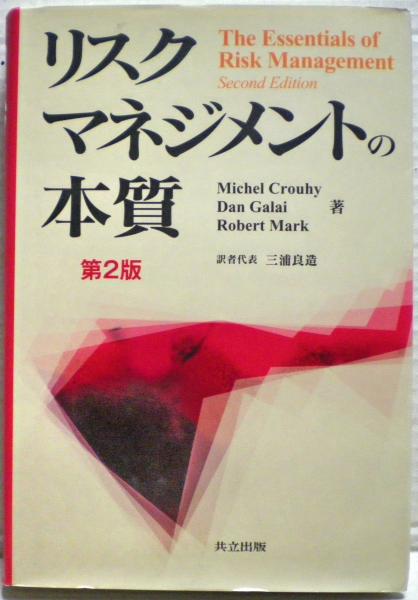 リスク
マネジメントの
本質
第2版
The Essentials of
Risk Management
Second Edition
Michel Crouhy
Dan Galai
Robert Mark
著
訳者代表 三浦良造
共立出版